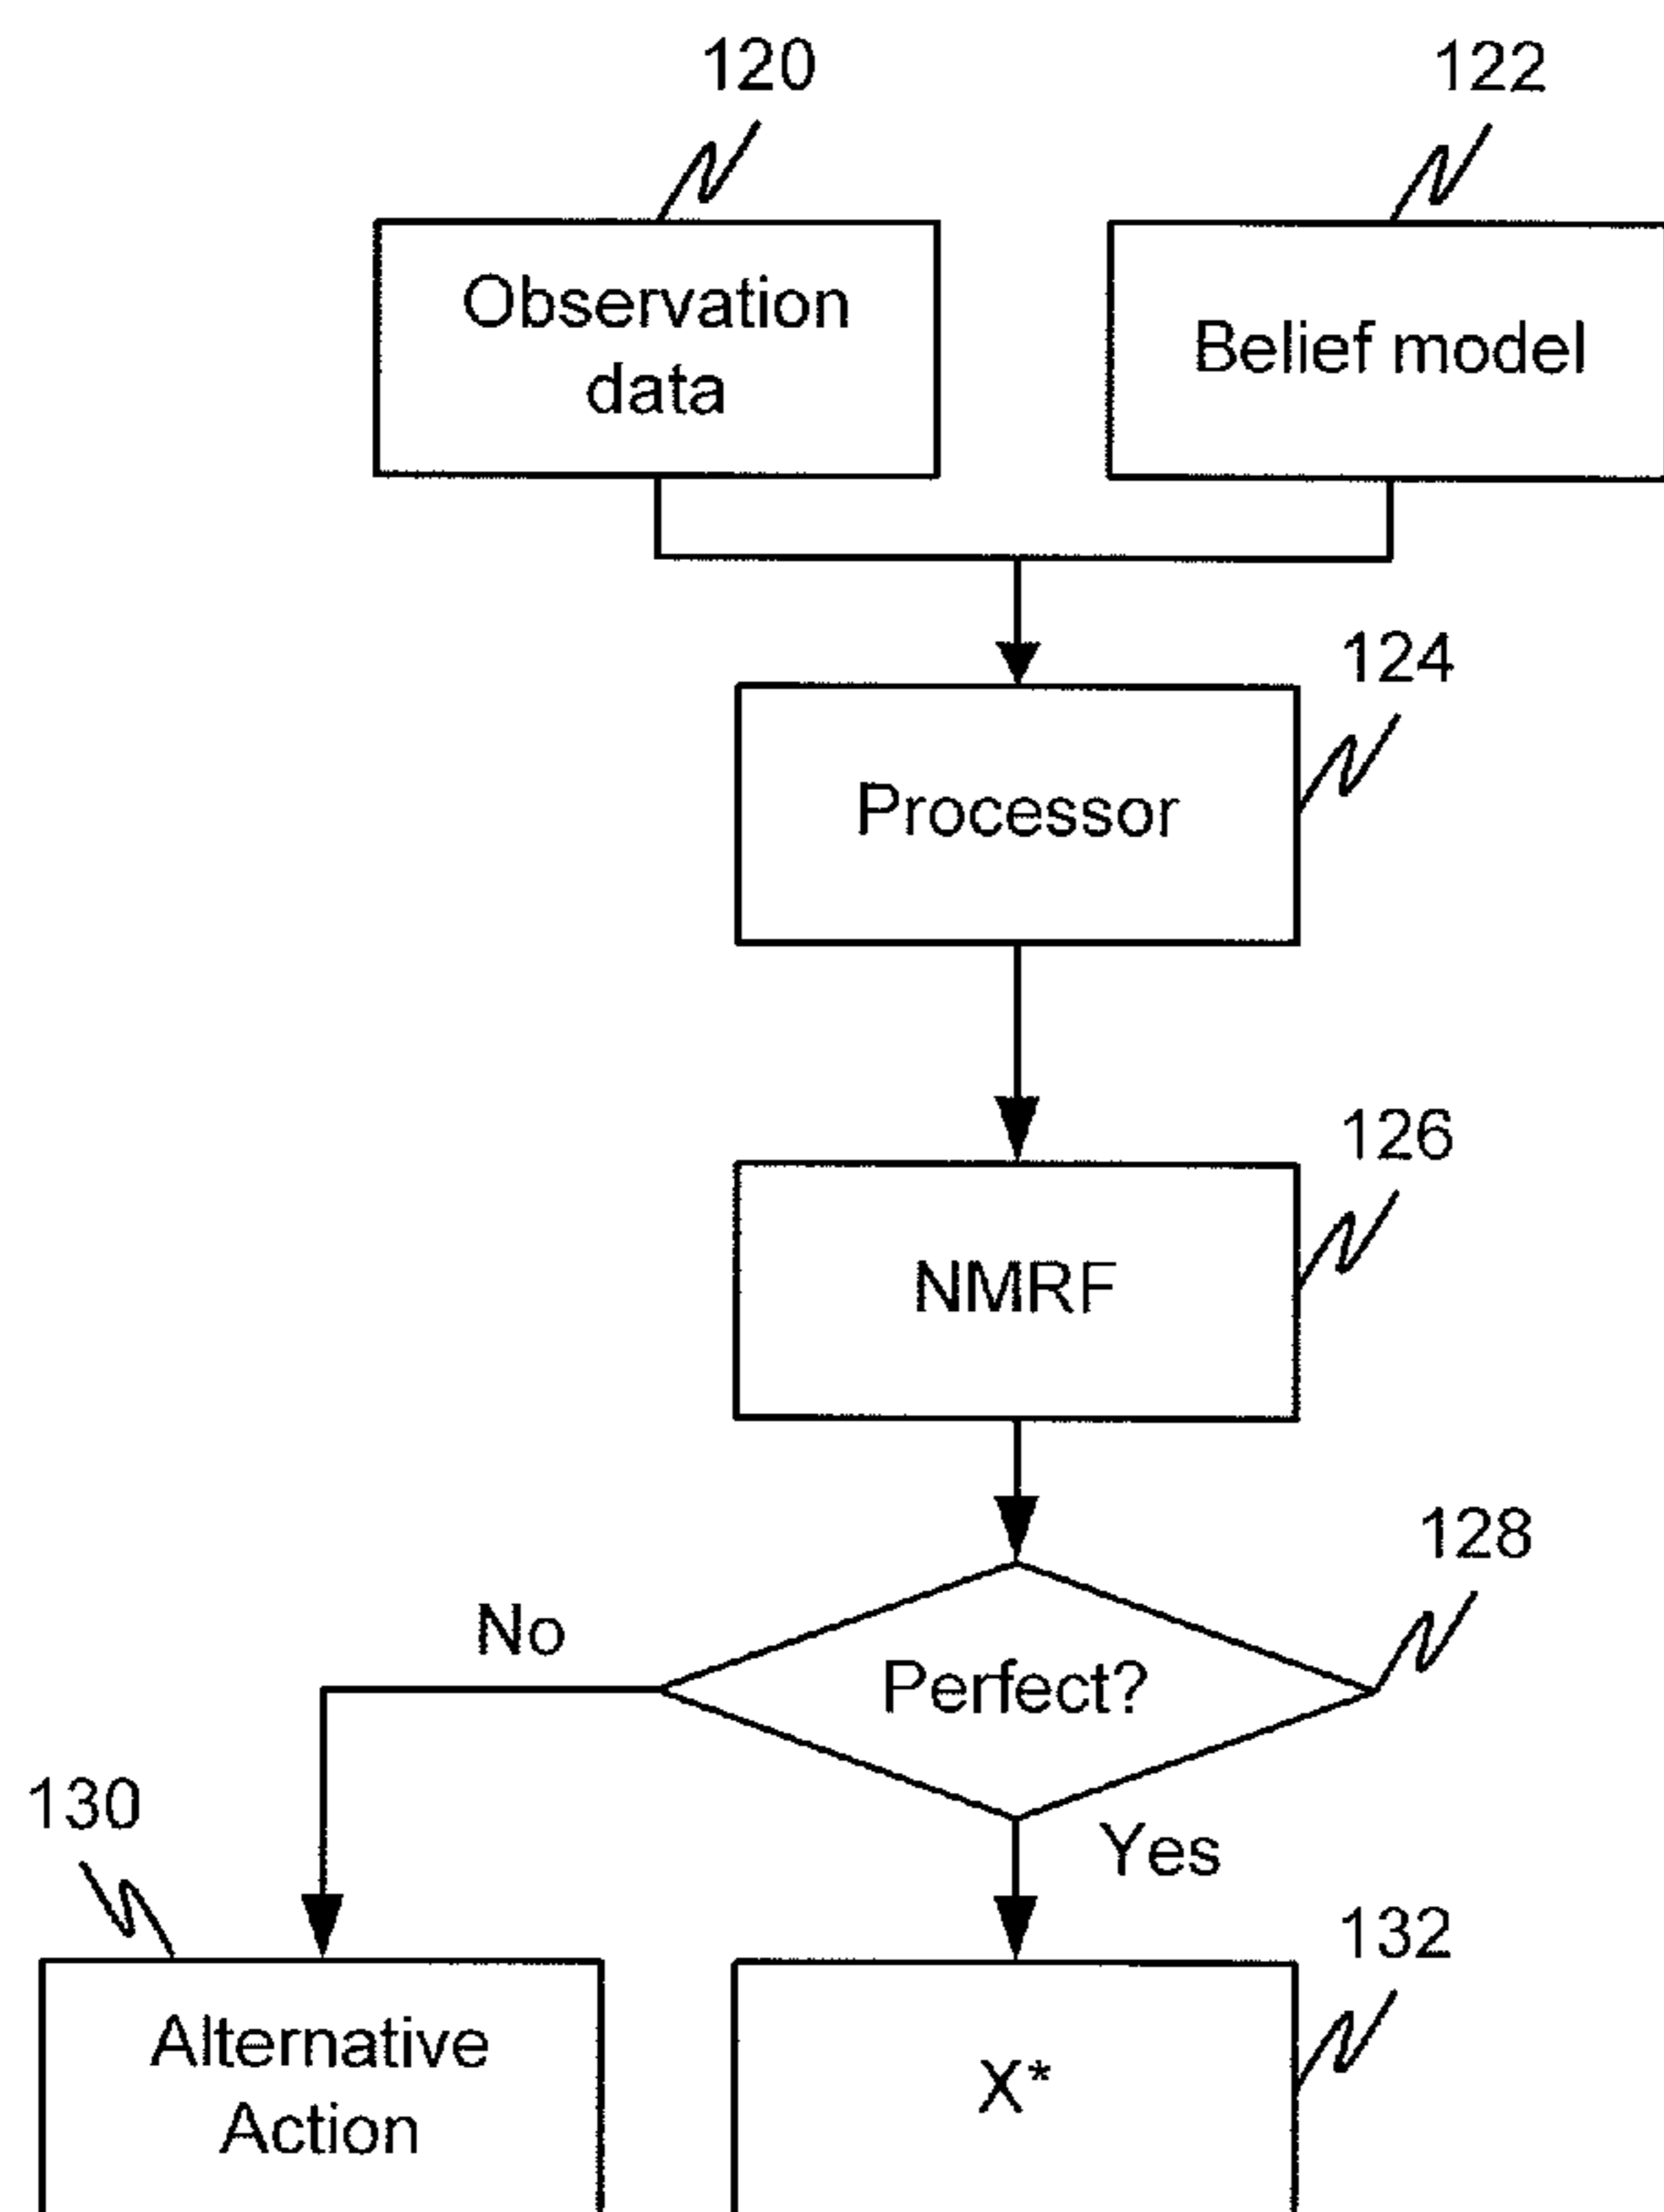 120
122
Observation
data
Belief model
124
Processor
126
NMRF
128
No
Perfect?
130
Yes
132
Alternative
Action
X*